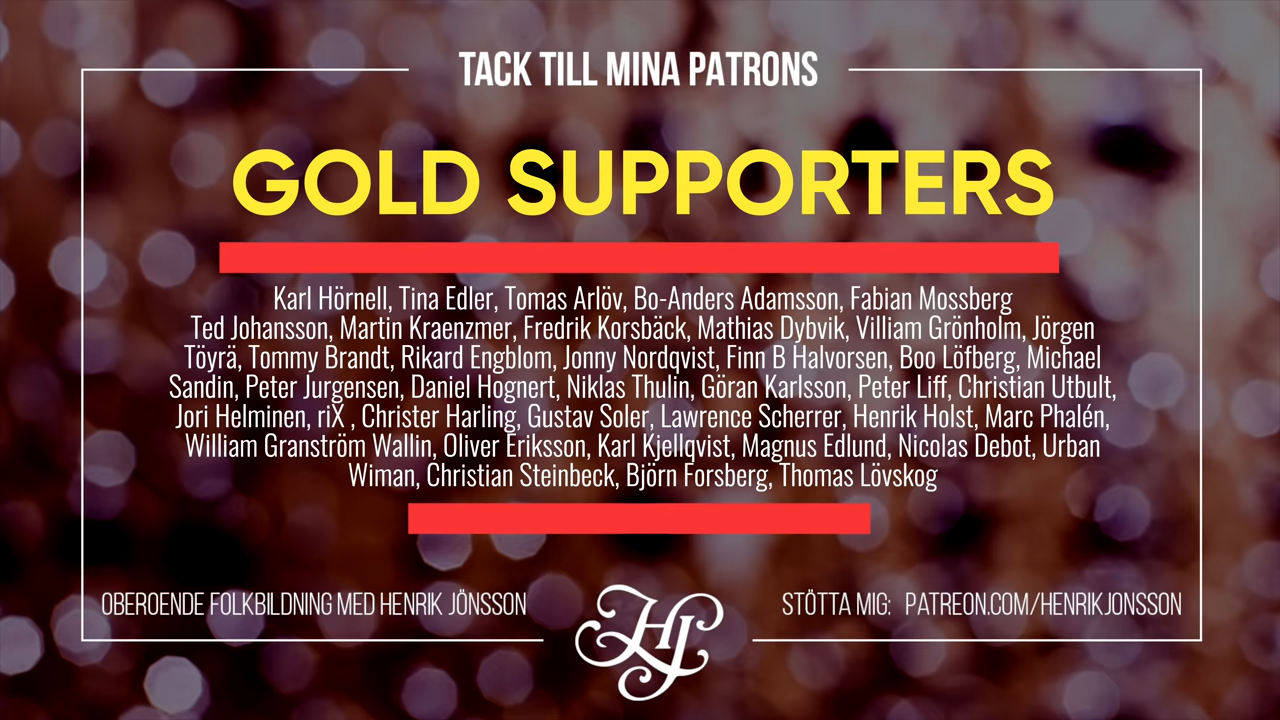 TACK TILL MINA PATRONS
GOLD SUPPORTERS
Karl Hörnell, Tina Edler, Tomas Arlöv, Bo-Anders Adamsson, Fabian Mossberg
Ted Johansson, Martin Kraenzmer, Fredrik Korsbäck, Mathias Dybvik, Villiam Grönholm, Jörgen
Töyrä, Tommy Brandt, Rikard Engblom, Jonny Nordqvist, Finn B Halvorsen, Boo Löfberg, Michael
Sandin, Peter Jurgensen, Daniel Hognert, Niklas Thulin, Göran Karlsson, Peter Liff, Christian Utbult,
Jori Helminen, riX , Christer Harling, Gustav Soler, Lawrence Scherrer, Henrik Holst, Marc Phalén,
William Granström Wallin, Oliver Eriksson, Karl Kjellqvist, Magnus Edlund, Nicolas Debot, Urban
Wiman, Christian Steinbeck, Björn Forsberg, Thomas Lövskog
OBEROENDE FOLKBILDNING MED HENRIK JÖNSSON
HJ
STÖTTA MIG: PATREON.COM/HENRIKJONSSON